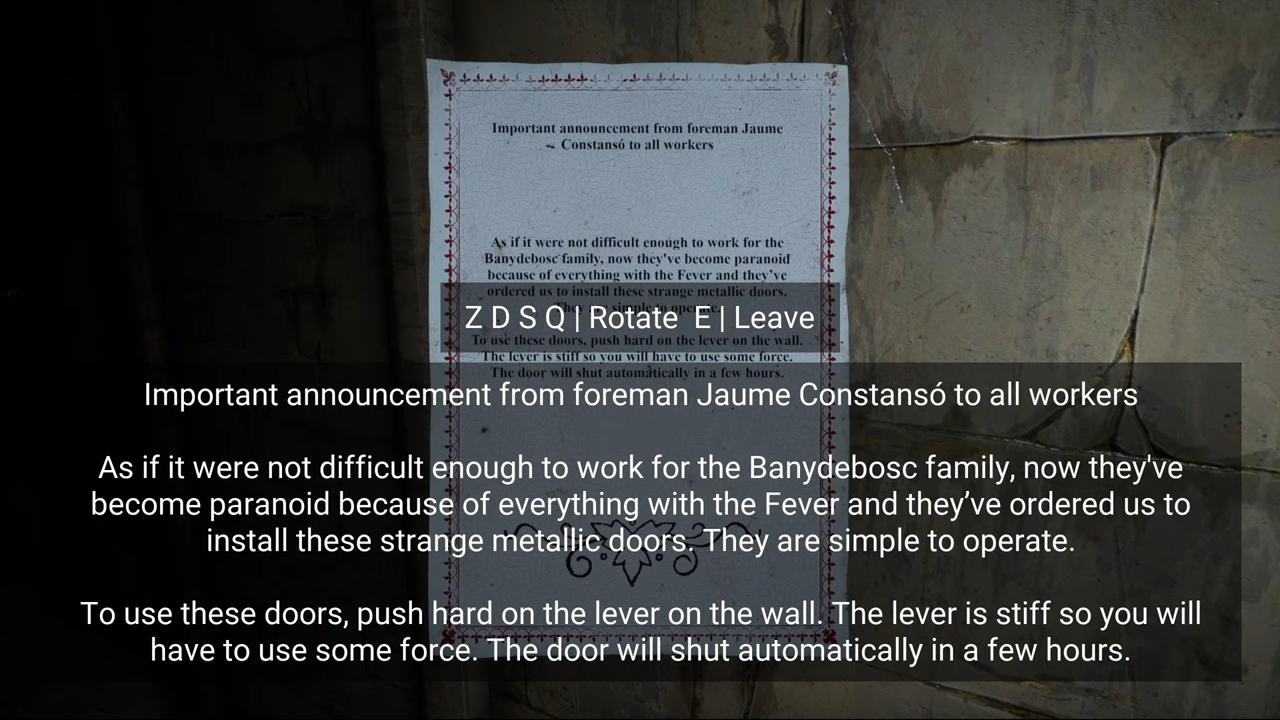 Important announcement from foreman Jaume
Constansó to all workers
As if it were not difficult enough to work for the
Banydebosc family, now they've become paranoid
because of everything with the Fever and they've
ordered us to install these strange metallic doors.
They are simple to operate.
To use these doors, push hard on the lever on the wall.
The lever is stiff so you will have to use some force.
The door will shut automatically in a few hours.
Z D S Q | Rotate E | Leave
Important announcement from foreman Jaume Constansó to all workers
As if it were not difficult enough to work for the Banydebosc family, now they've
become paranoid because of everything with the Fever and they’ve ordered us to
install these strange metallic doors. They are simple to operate.
To use these doors, push hard on the lever on the wall. The lever is stiff so you will
have to use some force. The door will shut automatically in a few hours.